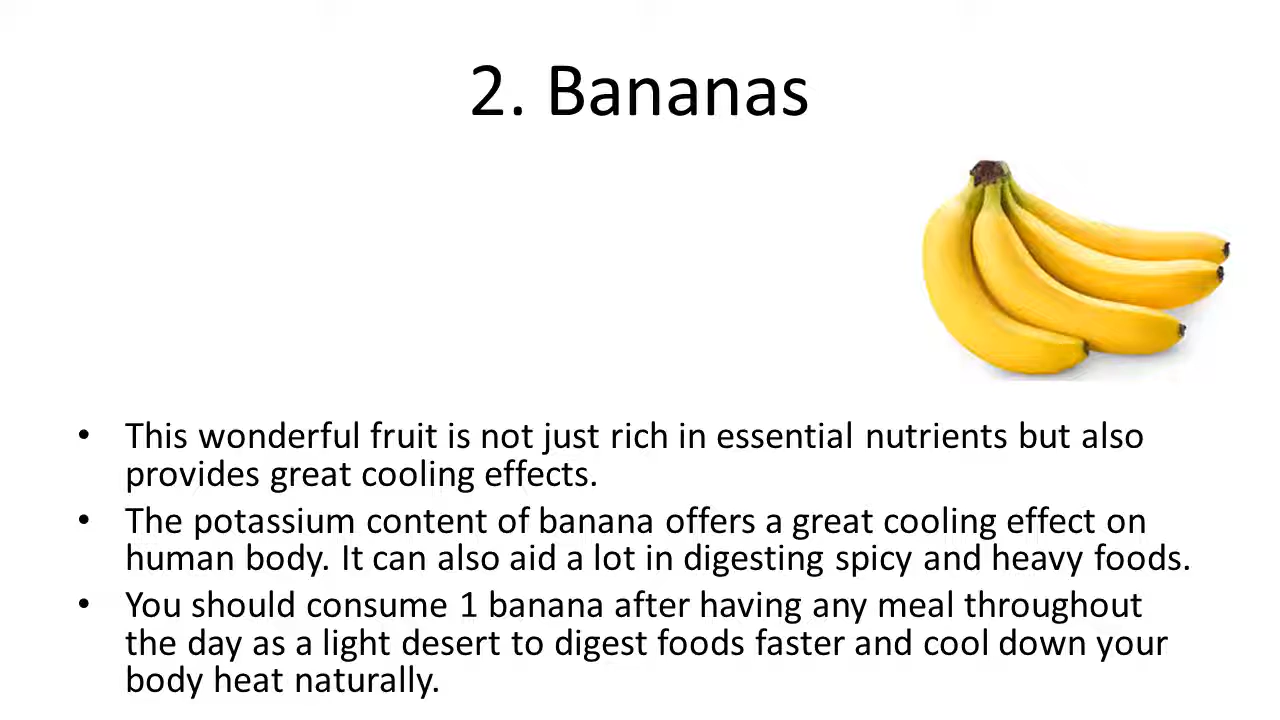 2. Bananas
• This wonderful fruit is not just rich in essential nutrients but also
provides great cooling effects.
• The potassium content of banana offers a great cooling effect on
human body. It can also aid a lot in digesting spicy and heavy foods.
• You should consume 1 banana after having any meal throughout
the day as a light desert to digest foods faster and cool down your
body heat naturally.